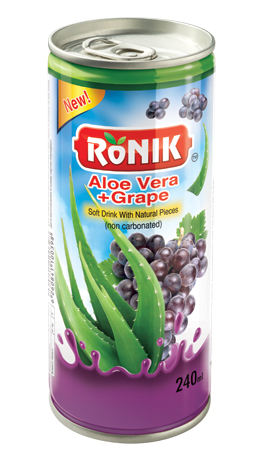 New!
RONIK
TM
Aloe Vera
+Grape
Soft Drink With Natural Pieces
(non carbonated)
240ml